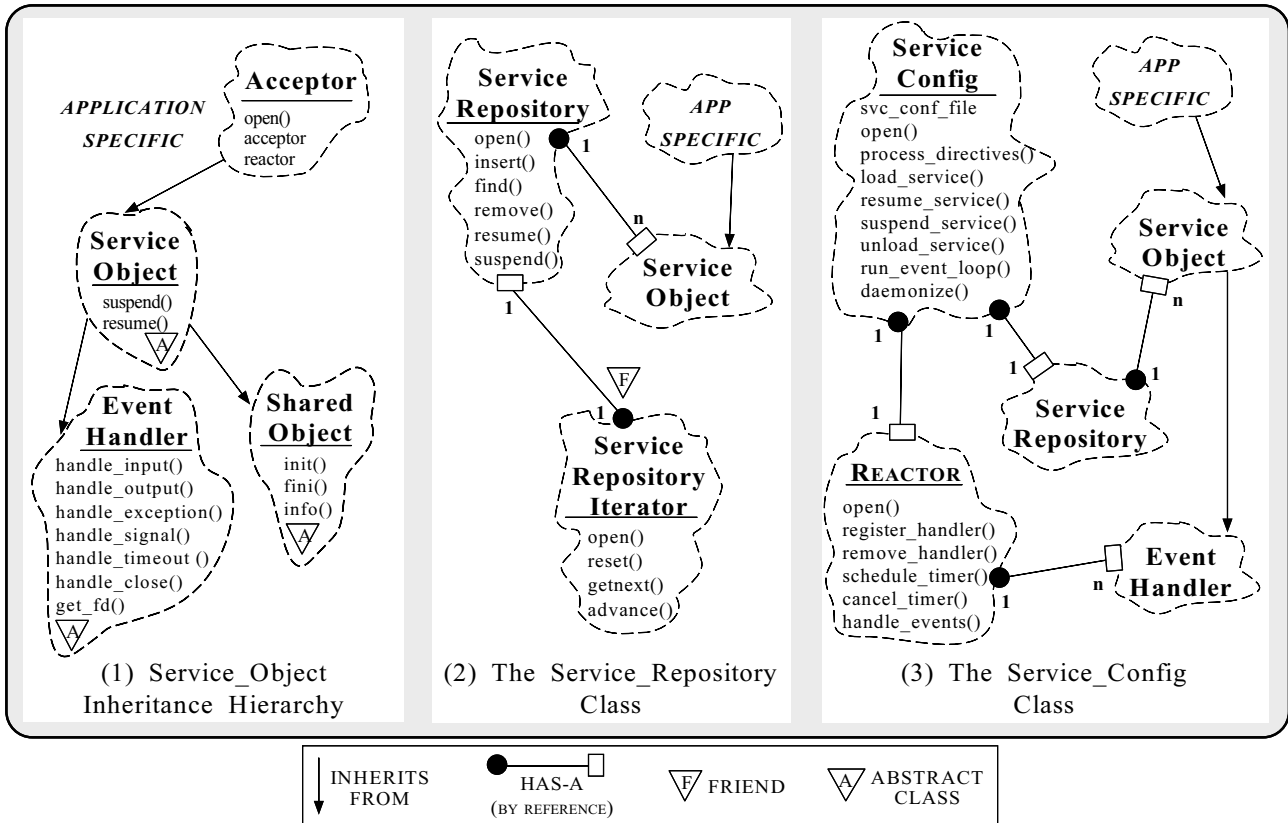 APPLICATION
SPECIFIC
Acceptor
open()
acceptor
reactor
Service
Object
suspend()
resume()
A
Event
Handler
handle_input()
handle_output()
handle_exception()
handle_signal()
handle_timeout ()
handle_close()
get_fd()
A
Shared
Object
init()
fini()
info()
A
(1) Service_Object
Inheritance Hierarchy
Service
Repository
open()
insert()
find()
remove()
resume()
suspend()
1
n
1
APP
SPECIFIC
Service
Object
F
1
Service
Repository
Iterator
open()
reset()
getnext()
advance()
(2) The Service_Repository
Class
Service
Config
svc_conf_file
open()
process_directives()
load_service()
resume_service()
suspend_service()
unload_service()
run_event_loop()
daemonize()
1
1
APP
SPECIFIC
Service
Object
n
1
1
Service
Repository
1
REACTOR
open()
register_handler()
remove_handler()
schedule_timer()
cancel_timer()
handle_events()
1
n
Event
Handler
(3) The Service_Config
Class
INHERITS
FROM
HAS-A
(BY REFERENCE)
F
FRIEND
A
ABSTRACT
CLASS